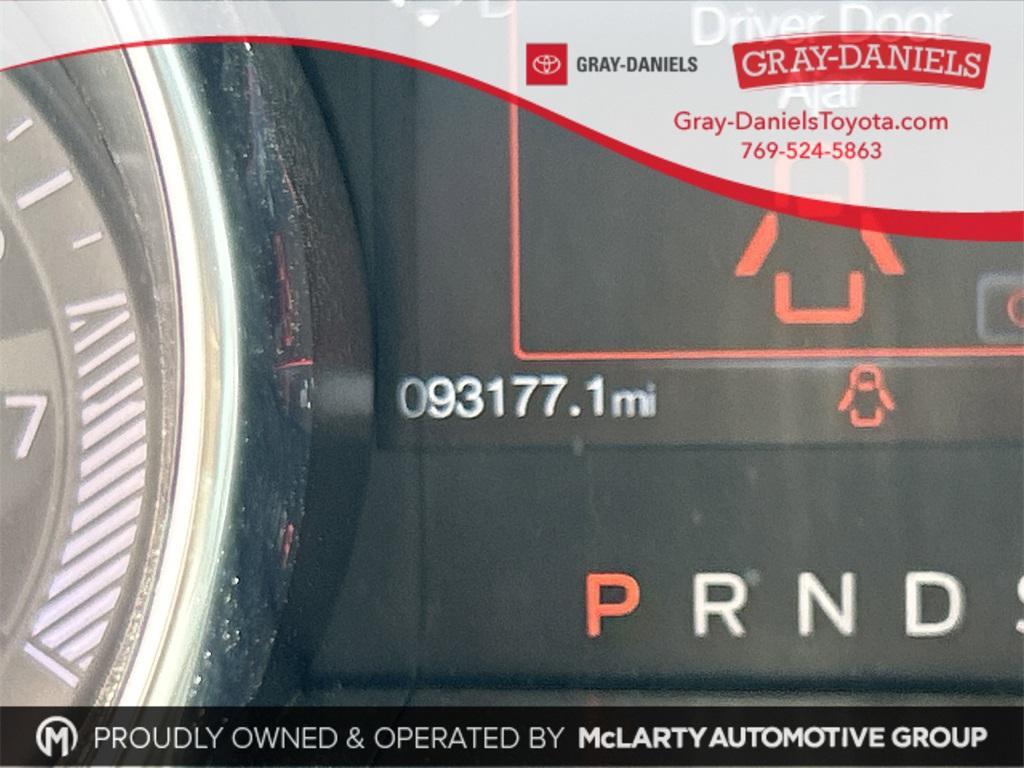 Driver Door
Ajar
GRAY-DANIELS
GRAY-DANIELS
Gray-DanielsToyota.com
769-524-5863
7
093177.1mi
P R N D
PROUDLY OWNED & OPERATED BY McLARTY AUTOMOTIVE GROUP